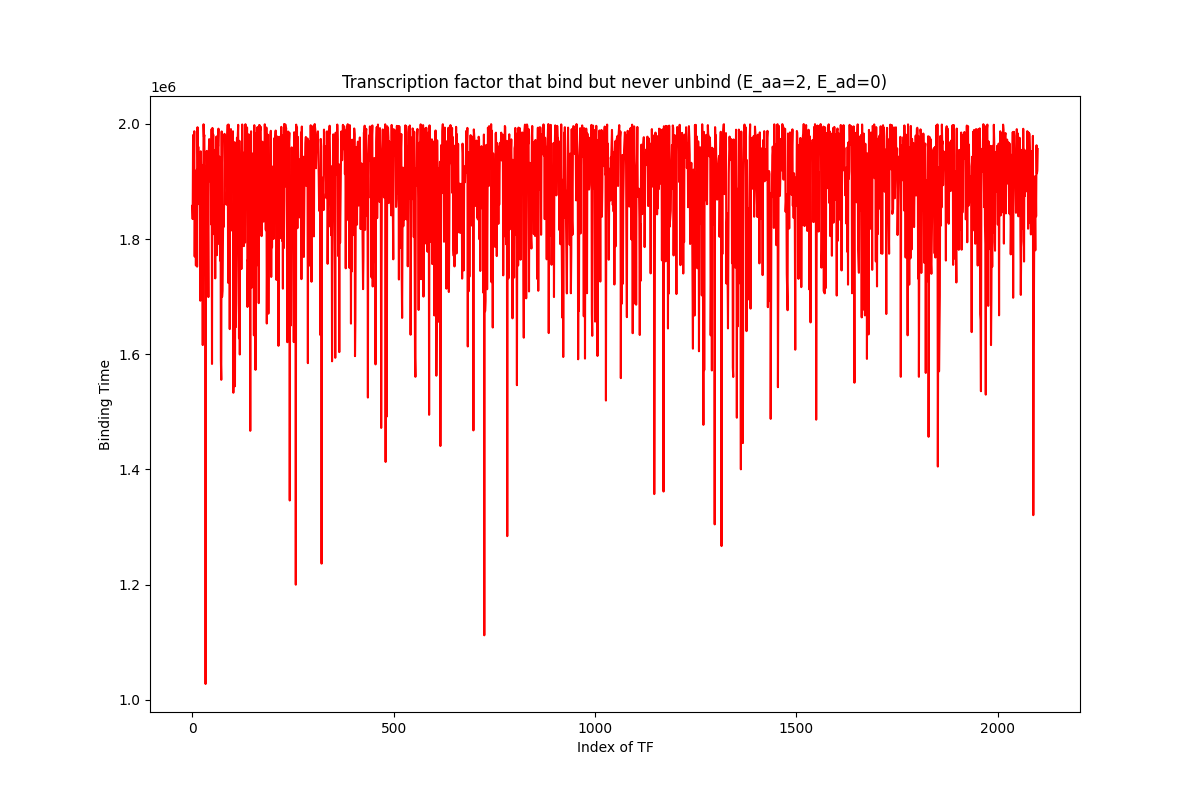 Transcription factor that bind but never unbind (E_aa=2, E_ad=0)
1e6
2.0
1.8
1.6
1.4
1.2
1.0
Binding Time
0 500 1000 1500 2000
Index of TF